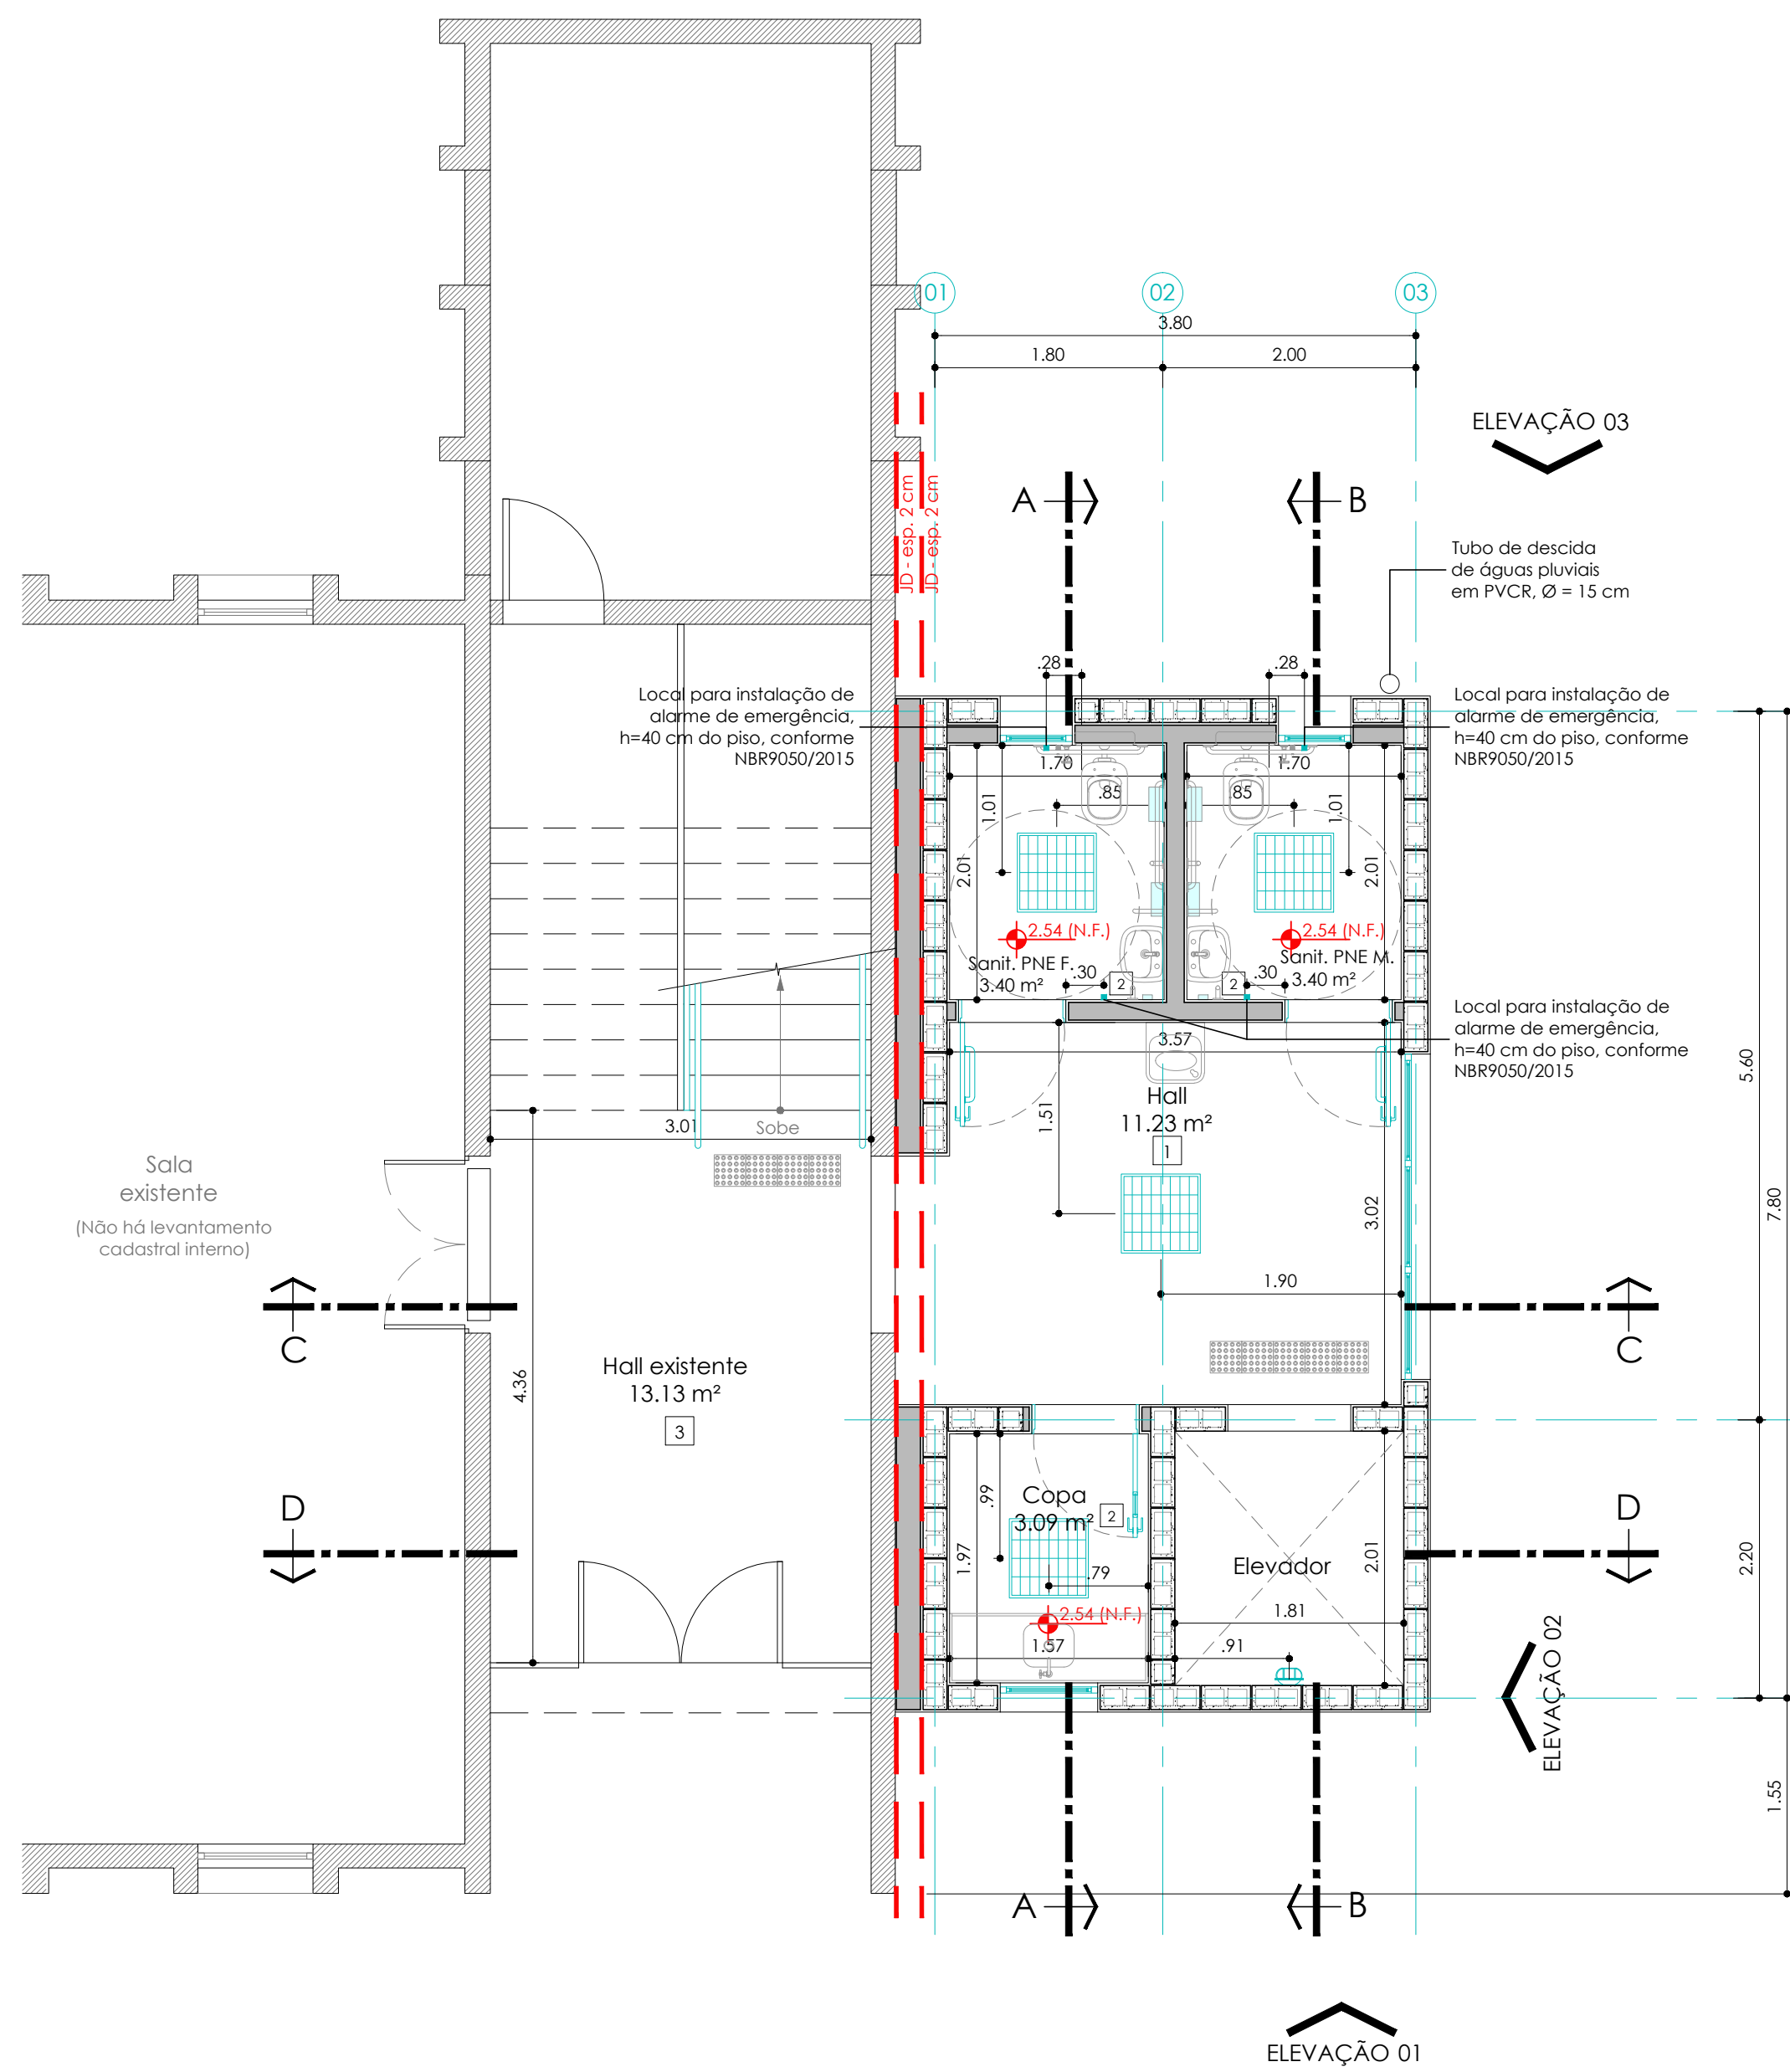 01
02
03
3.80
1.80
2.00
ELEVAÇÃO 03
A
B
JD - esp. 2 cm
JD - esp. 2 cm
Tubo de descida
de águas pluviais
em PVCR, Ø = 15 cm
.28
.28
Local para instalação de
alarme de emergência,
h=40 cm do piso, conforme
NBR9050/2015
Local para instalação de
alarme de emergência,
h=40 cm do piso, conforme
NBR9050/2015
1.70
1.70
.85
.85
1.01
1.01
2.01
2.01
2.54 (N.F.)
2.54 (N.F.)
Sanit. PNE F.
3.40 m²
.30
2
Sanit. PNE M.
3.40 m²
.30
2
Local para instalação de
alarme de emergência,
h=40 cm do piso, conforme
NBR9050/2015
3.57
5.60
Hall
11.23 m²
1
1.51
3.01
Sobe
Sala
existente
(Não há levantamento
cadastral interno)
3.02
7.80
1.90
C
C
Hall existente
13.13 m²
3
4.36
D
D
Copa
3.09 m²
2
.99
1.97
.79
2.54 (N.F.)
1.57
Elevador
2.01
1.81
.91
2.20
ELEVAÇÃO 02
1.55
A
B
ELEVAÇÃO 01